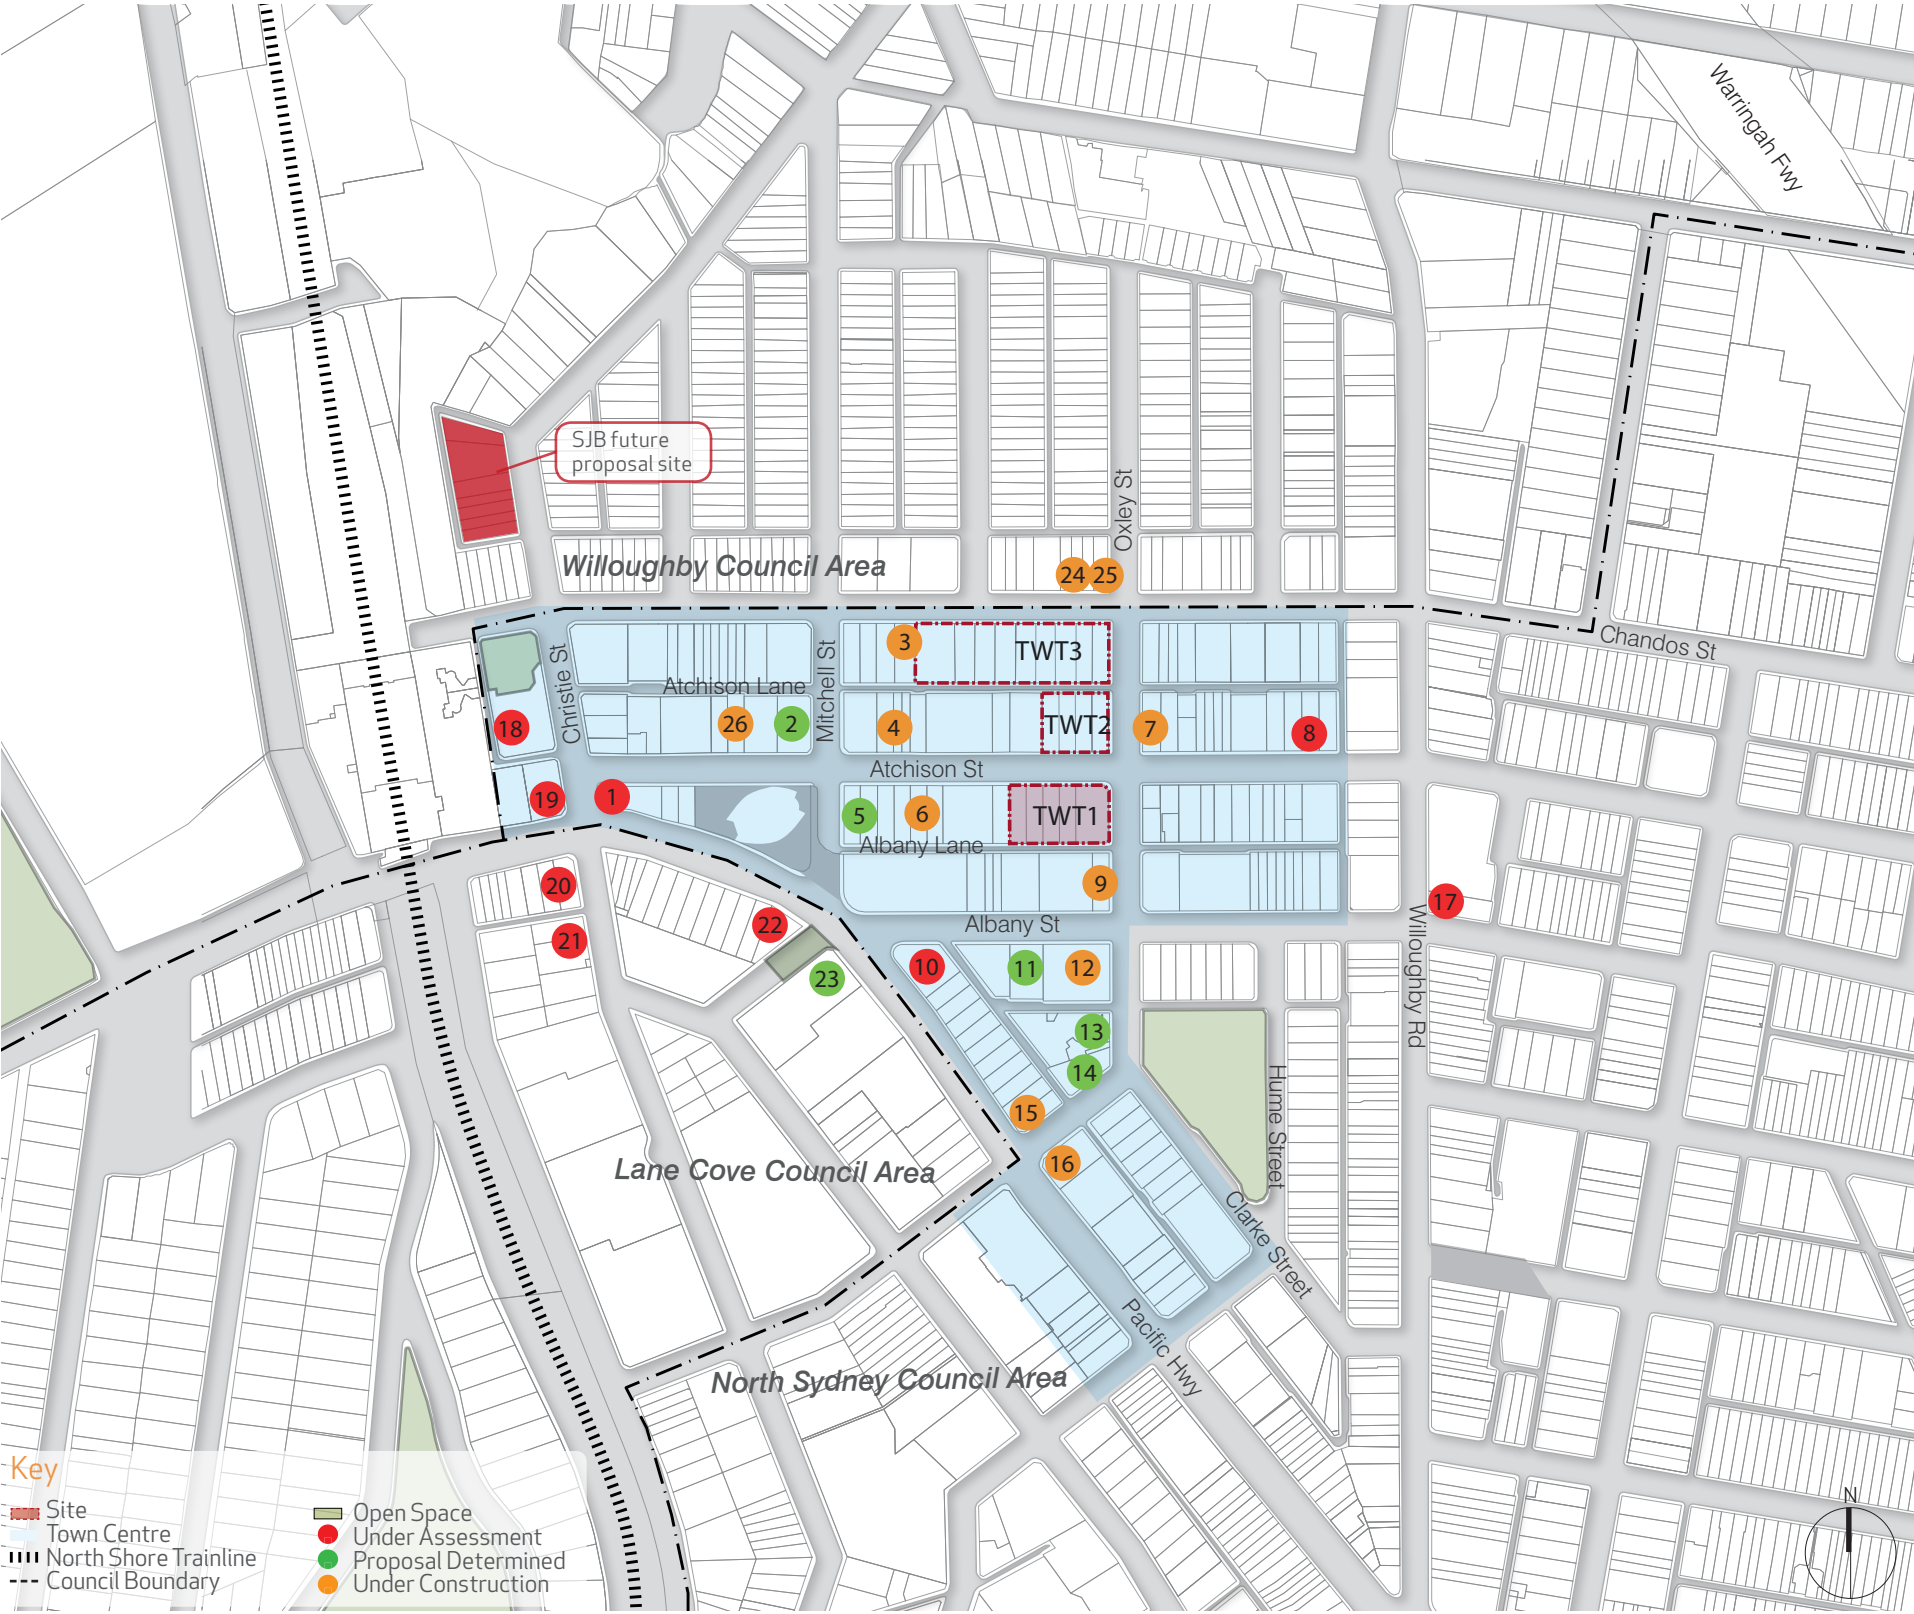 Warringah Fwy
SJB future
proposal site
Oxley St
Willoughby Council Area
24
25
Chandos St
3
TWT3
Christie St
Mitchell St
Atchison Lane
18
26
2
4
TWT2
7
8
Atchison St
19
1
5
6
TWT1
Albany Lane
20
9
17
22
Albany St
21
10
11
12
23
Willoughby Rd
13
14
Hume Street
15
16
Lane Cove Council Area
Clarke Street
Pacific Hwy
North Sydney Council Area
Key
Site
Town Centre
North Shore Trainline
Council Boundary
Open Space
Under Assessment
Proposal Determined
Under Construction
N